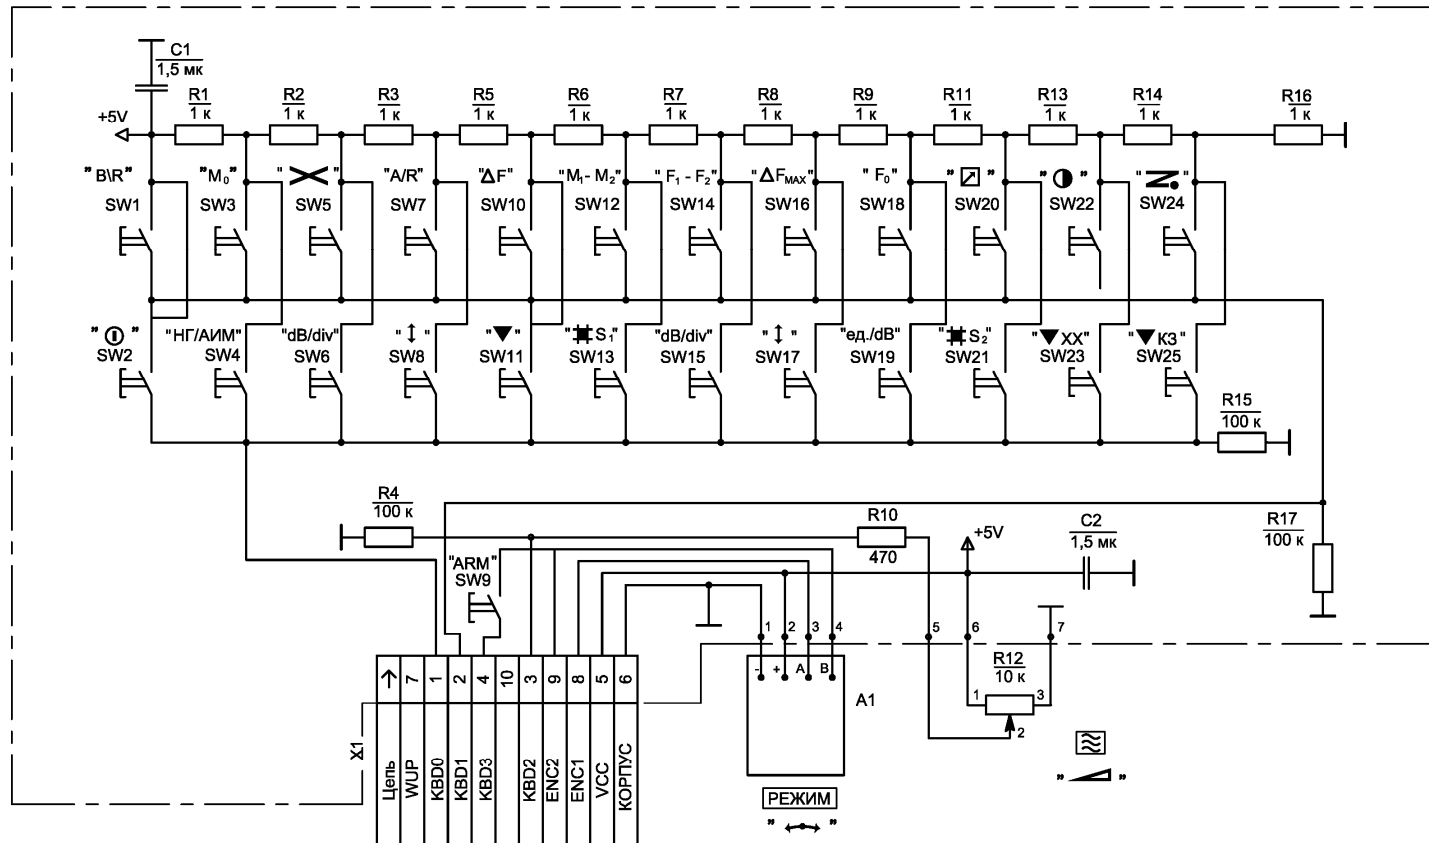 C1
1,5 мк
R1 R2 R3 R5 R6 R7 R8 R9 R11 R13 R14 R16
1 к 1 к 1 к 1 к 1 к 1 к 1 к 1 к 1 к 1 к 1 к 1 к
+5V
"B\R" "M0" " " "A/R" "ΔF" "M1 - M2" "F1 - F2" "ΔFMAX" "F0" " " " " " "
SW1 SW3 SW5 SW7 SW10 SW12 SW14 SW16 SW18 SW20 SW22 SW24
" " "НГ/АИМ" "dB/div" "↕" "▼" " S1" "dB/div" "↕" "ед./dB" " S2" "▼XX" "▼КЗ"
SW2 SW4 SW6 SW8 SW11 SW13 SW15 SW17 SW19 SW21 SW23 SW25
R15
100 к
R4
100 к
R10
470
+5V
C2
1,5 мк
R17
100 к
"ARM"
SW9
1 2 3 4 5 6 7
- + A B
A1
R12
10 к
1 3
2
→ 7 1 2 4 10 3 9 8 5 6
X1
Цепь
WUP
KBD0
KBD1
KBD3
KBD2
ENC2
ENC1
VCC
КОРПУС
РЕЖИМ